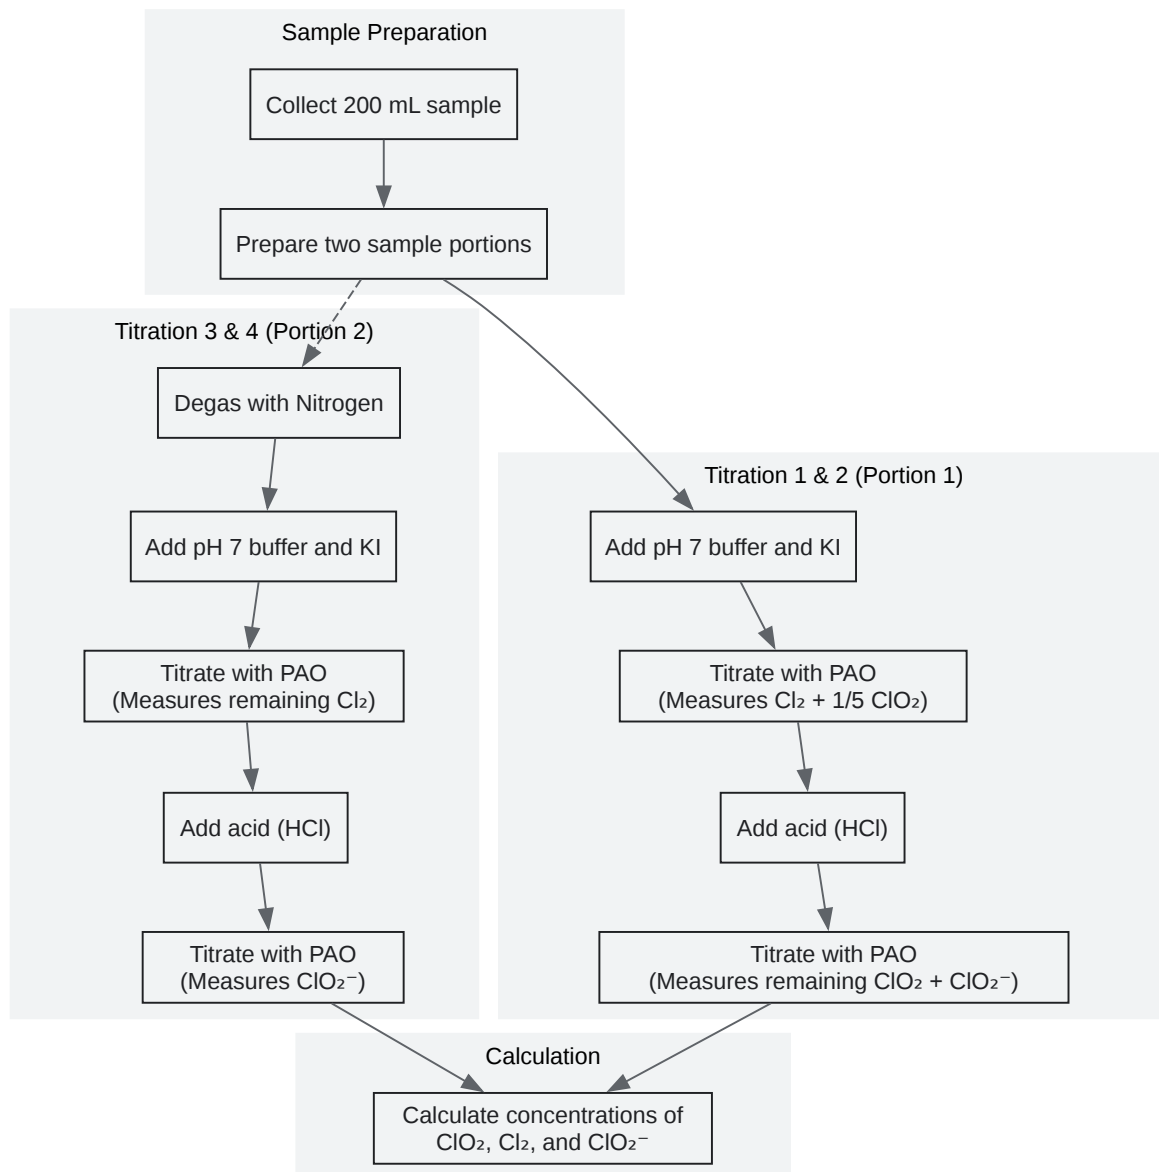 Sample Preparation
Collect 200 mL sample
Prepare two sample portions
Titration 3 & 4 (Portion 2)
Degas with Nitrogen
Add pH 7 buffer and KI
Titrate with PAO
(Measures remaining Cl₂)
Add acid (HCl)
Titrate with PAO
(Measures ClO₂⁻)
Titration 1 & 2 (Portion 1)
Add pH 7 buffer and KI
Titrate with PAO
(Measures Cl₂ + 1/5 ClO₂)
Add acid (HCl)
Titrate with PAO
(Measures remaining ClO₂ + ClO₂⁻)
Calculation
Calculate concentrations of
ClO₂, Cl₂, and ClO₂⁻